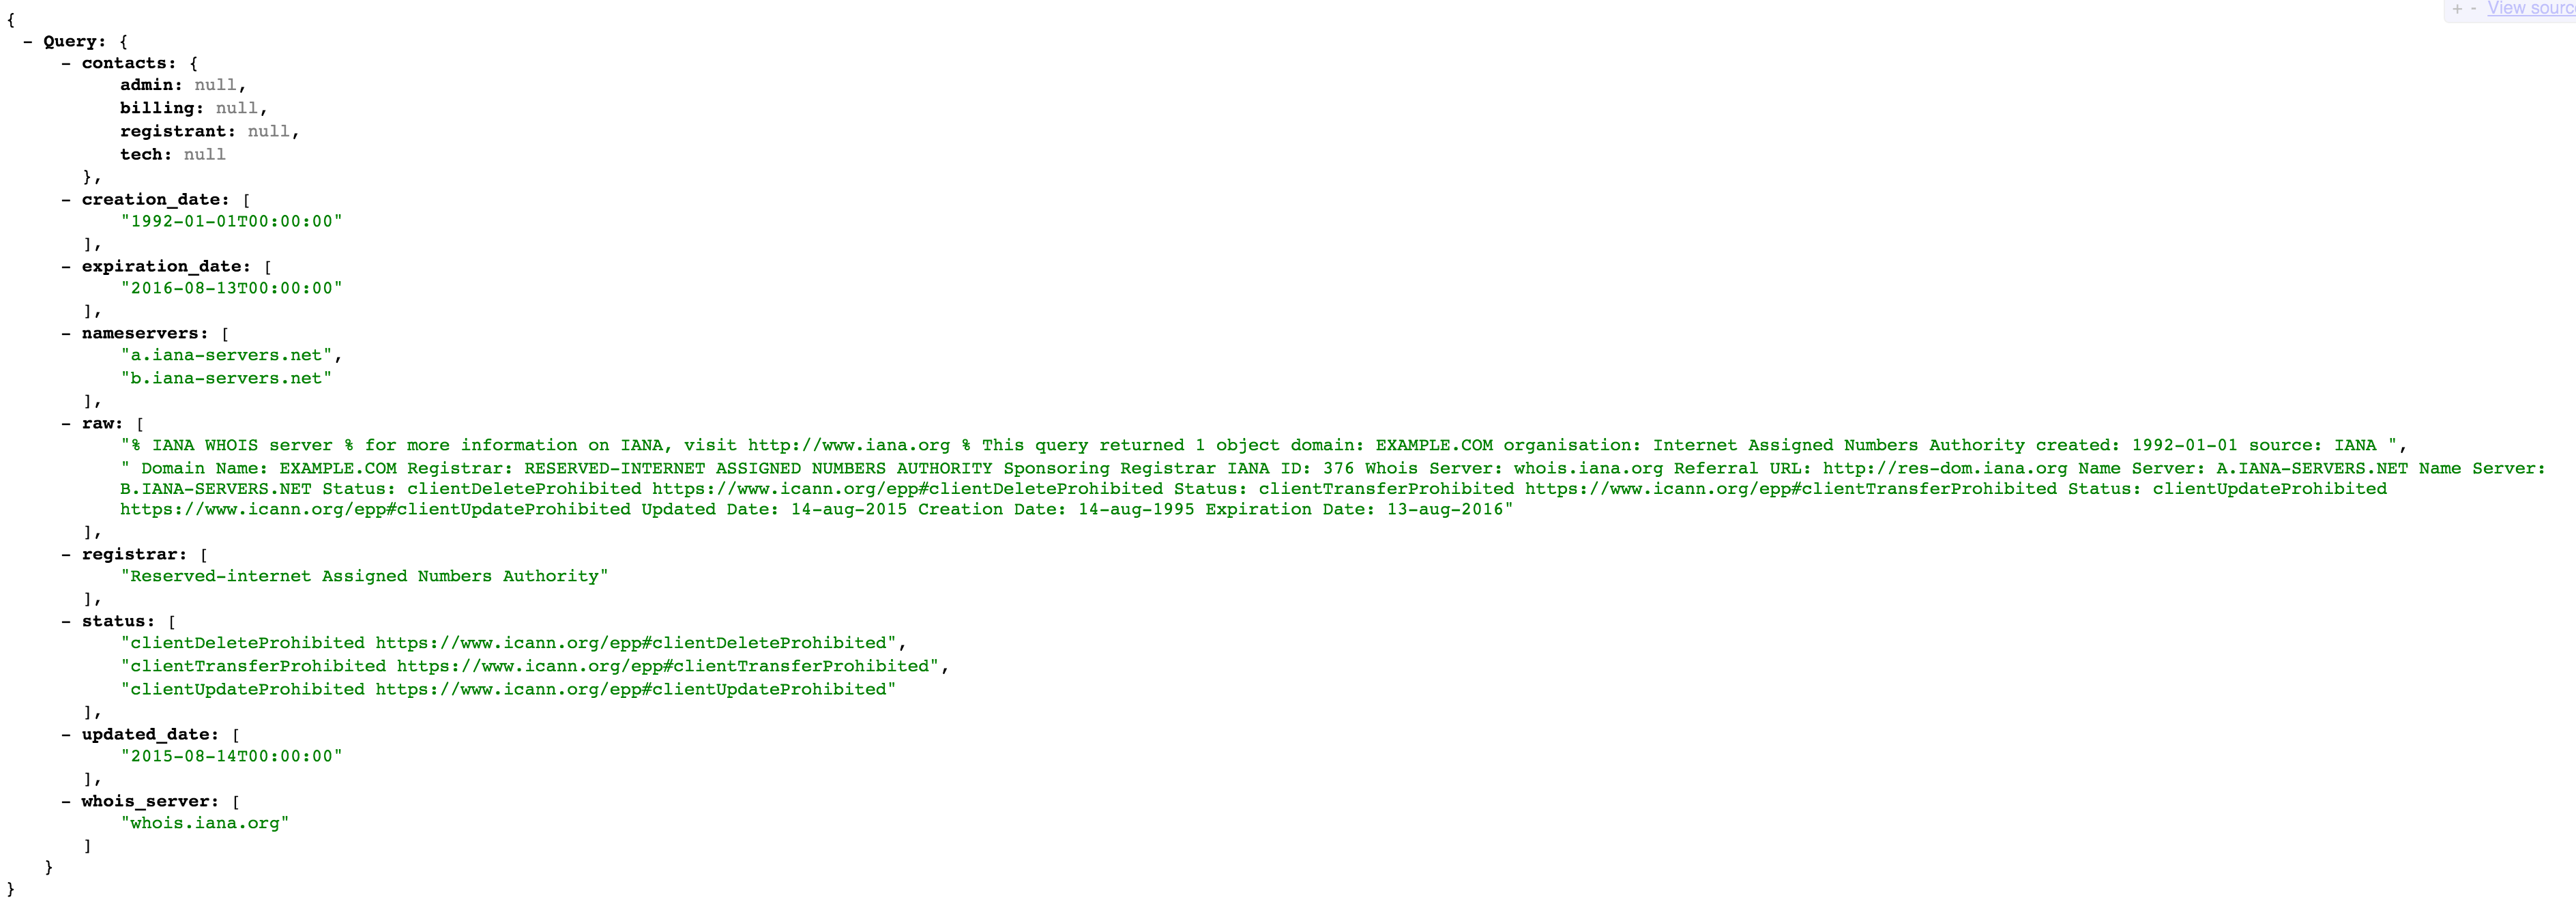 + - View sourc
{
- Query: {
- contacts: {
admin: null,
billing: null,
registrant: null,
tech: null
},
- creation_date: [
"1992-01-01T00:00:00"
],
- expiration_date: [
"2016-08-13T00:00:00"
],
- nameservers: [
"a.iana-servers.net",
"b.iana-servers.net"
],
- raw: [
"% IANA WHOIS server % for more information on IANA, visit http://www.iana.org % This query returned 1 object domain: EXAMPLE.COM organisation: Internet Assigned Numbers Authority created: 1992-01-01 source: IANA ",
" Domain Name: EXAMPLE.COM Registrar: RESERVED-INTERNET ASSIGNED NUMBERS AUTHORITY Sponsoring Registrar IANA ID: 376 Whois Server: whois.iana.org Referral URL: http://res-dom.iana.org Name Server: A.IANA-SERVERS.NET Name Server:
B.IANA-SERVERS.NET Status: clientDeleteProhibited https://www.icann.org/epp#clientDeleteProhibited Status: clientTransferProhibited https://www.icann.org/epp#clientTransferProhibited Status: clientUpdateProhibited
https://www.icann.org/epp#clientUpdateProhibited Updated Date: 14-aug-2015 Creation Date: 14-aug-1995 Expiration Date: 13-aug-2016"
],
- registrar: [
"Reserved-internet Assigned Numbers Authority"
],
- status: [
"clientDeleteProhibited https://www.icann.org/epp#clientDeleteProhibited",
"clientTransferProhibited https://www.icann.org/epp#clientTransferProhibited",
"clientUpdateProhibited https://www.icann.org/epp#clientUpdateProhibited"
],
- updated_date: [
"2015-08-14T00:00:00"
],
- whois_server: [
"whois.iana.org"
]
}
}